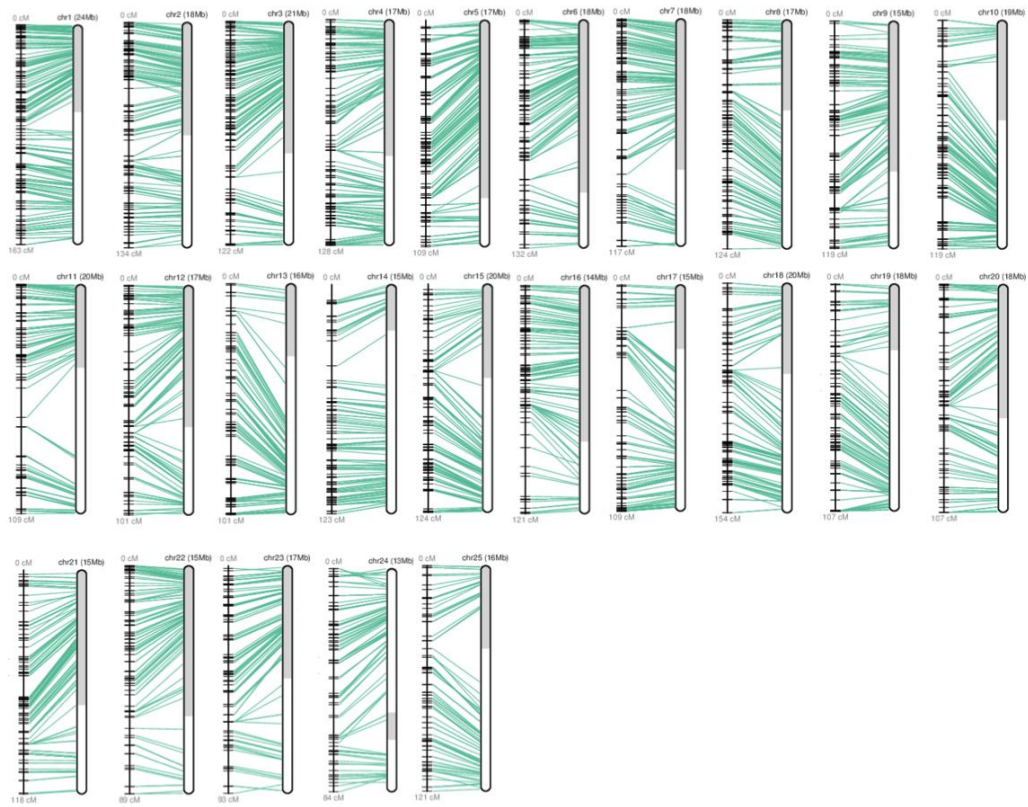 0 cM chr1 (24Mb)
163 cM
0 cM chr2 (18Mb)
134 cM
0 cM chr3 (21Mb)
122 cM
0 cM chr4 (17Mb)
128 cM
0 cM chr5 (17Mb)
109 cM
0 cM chr6 (18Mb)
132 cM
0 cM chr7 (18Mb)
117 cM
0 cM chr8 (17Mb)
124 cM
0 cM chr9 (15Mb)
119 cM
0 cM chr10 (19Mb)
119 cM
0 cM chr11 (20Mb)
109 cM
0 cM chr12 (17Mb)
101 cM
0 cM chr13 (16Mb)
101 cM
0 cM chr14 (15Mb)
123 cM
0 cM chr15 (20Mb)
124 cM
0 cM chr16 (14Mb)
121 cM
0 cM chr17 (15Mb)
109 cM
0 cM chr18 (20Mb)
154 cM
0 cM chr19 (18Mb)
107 cM
0 cM chr20 (18Mb)
107 cM
0 cM chr21 (15Mb)
118 cM
0 cM chr22 (15Mb)
89 cM
0 cM chr23 (17Mb)
93 cM
0 cM chr24 (13Mb)
84 cM
0 cM chr25 (16Mb)
121 cM